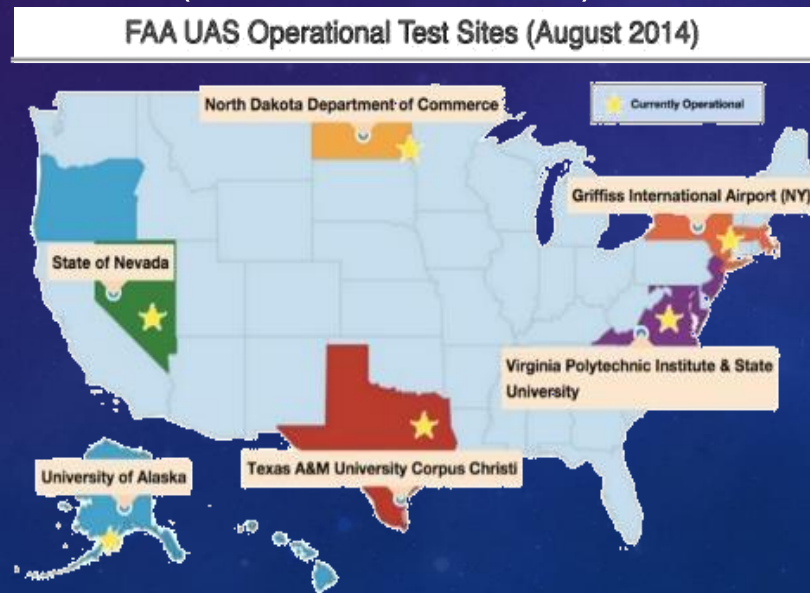 FAA UAS Operational Test Sites (August 2014)
North Dakota Department of Commerce
Currently Operational
Griffiss International Airport (NY)
State of Nevada
Virginia Polytechnic Institute & State
University
Texas A&M University Corpus Christi
University of Alaska